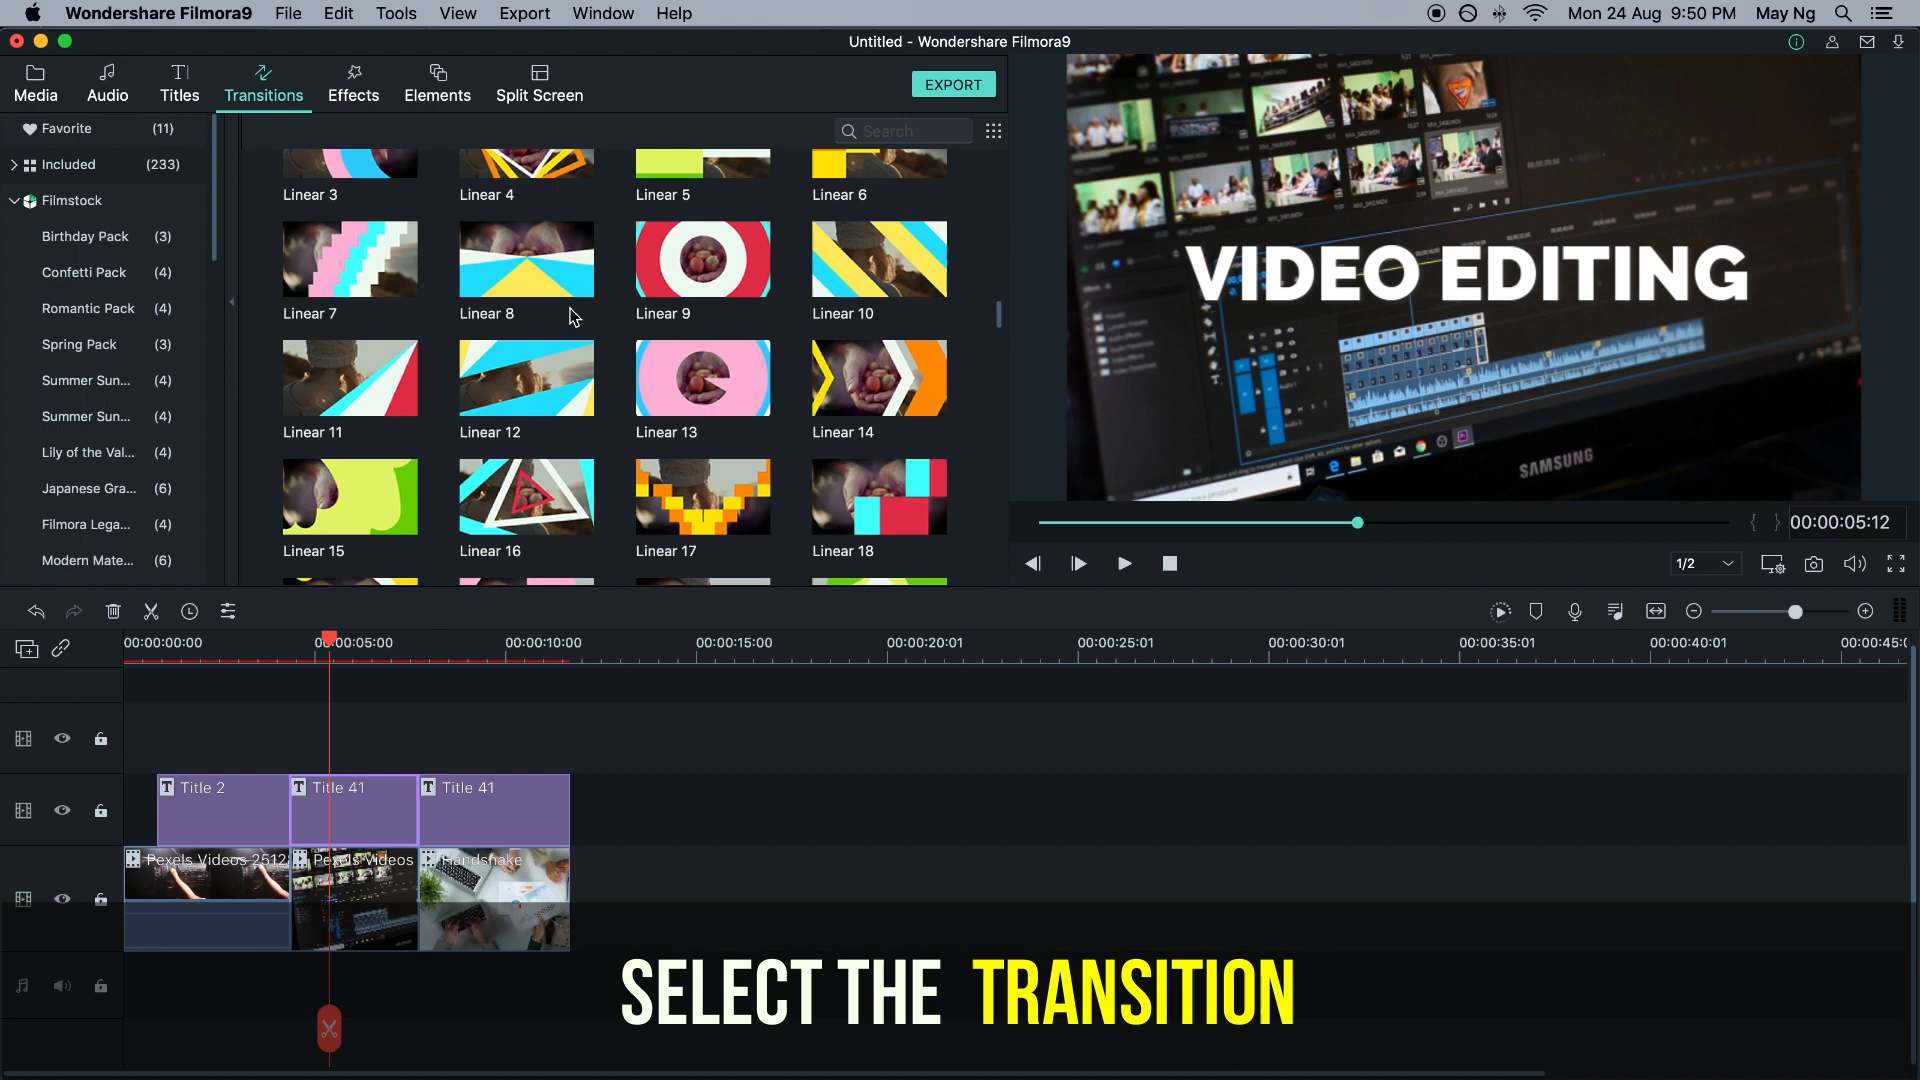 Wondershare Filmora9 File Edit Tools View Export Window Help
Mon 24 Aug 9:50 PM May Ng
Untitled - Wondershare Filmora9
Media Audio Titles Transitions Effects Elements Split Screen
EXPORT
Favorite (11)
Included (233)
Filmstock
Birthday Pack (3)
Confetti Pack (4)
Romantic Pack (4)
Spring Pack (3)
Summer Sun... (4)
Summer Sun... (4)
Lily of the Val... (4)
Japanese Gra... (6)
Filmora Lega... (4)
Modern Mate... (6)
Search
Linear 3 Linear 4 Linear 5 Linear 6
Linear 7 Linear 8 Linear 9 Linear 10
Linear 11 Linear 12 Linear 13 Linear 14
Linear 15 Linear 16 Linear 17 Linear 18
VIDEO EDITING
SAMSUNG
{ } 00:00:05:12
1/2
00:00:00:00 00:00:05:00 00:00:10:00 00:00:15:00 00:00:20:01 00:00:25:01 00:00:30:01 00:00:35:01 00:00:40:01 00:00:45:0
T Title 2 T Title 41 T Title 41
Pexels Videos 2512 Pexels Videos Handshake
SELECT THE TRANSITION